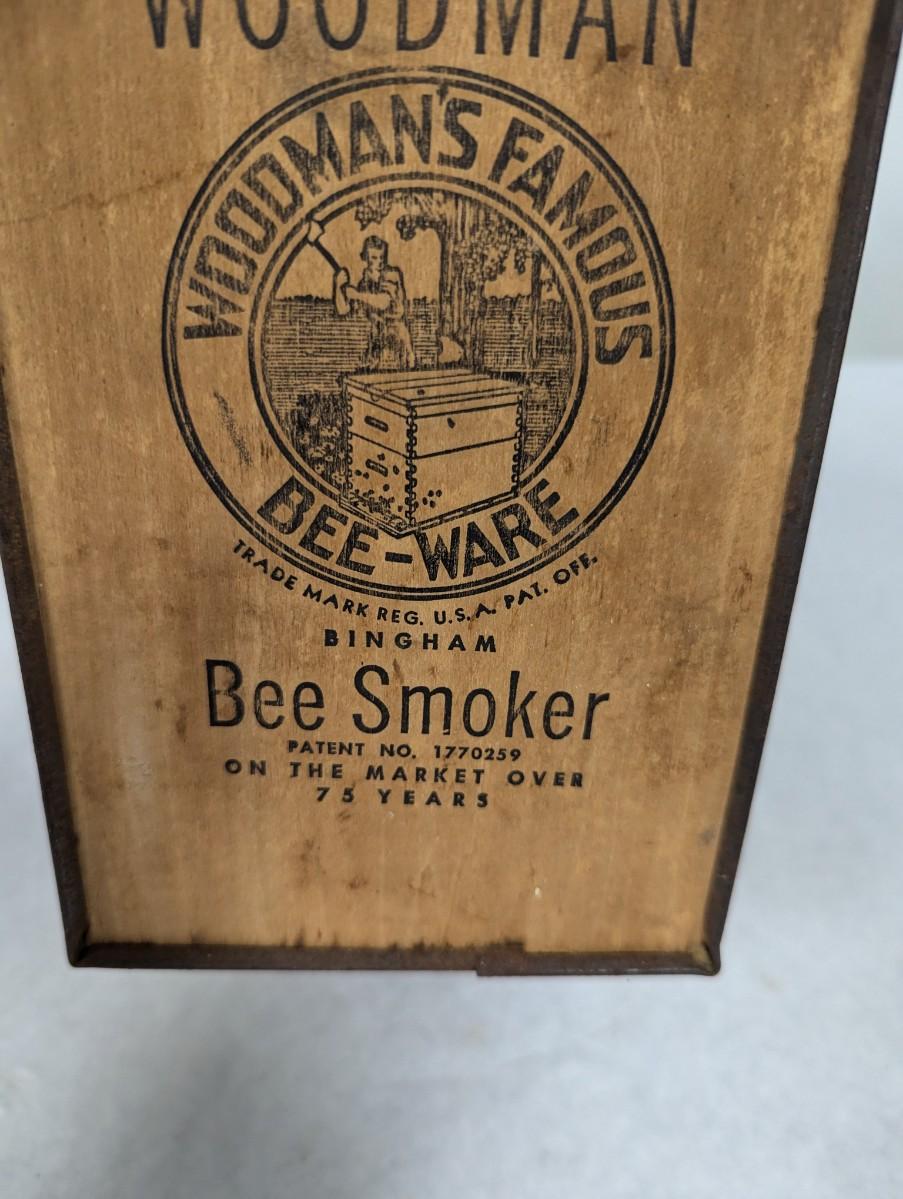 WOODMAN
WOODMAN'S FAMOUS
BEE-WARE
TRADE MARK REG. U.S.A. PAT. OFF.
BINGHAM
Bee Smoker
PATENT NO. 1770259
ON THE MARKET OVER
75 YEARS